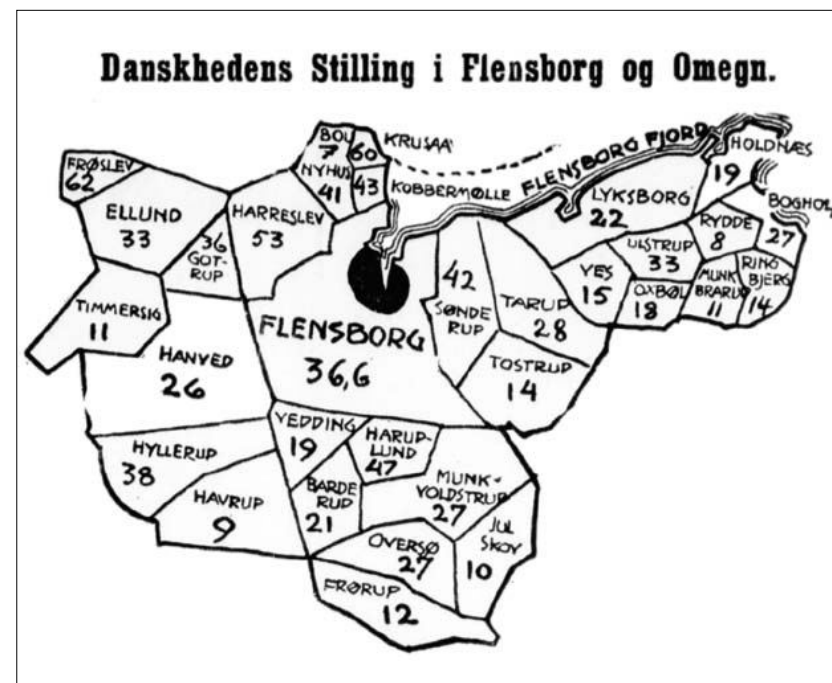 Danskhedens Stilling i Flensborg og Omegn.
BOU
7
60
KRUSAA
NYHUS
41
43
KOBBERMØLLE
FLENSBORG FJORD
HOLDNÆS
19
FRØSLEV
62
ELLUND
33
36
GOT-
RUP
HARRESLEV
53
LYKSBORG
22
RYDDE
8
27
ULSTRUP
33
YES
15
OXBØL
18
MUNK
BRARUP
11
RING
BJERG
14
TIMMERSIG
11
HANVED
26
FLENSBORG
36,6
42
SØNDE
RUP
TARUP
28
TOSTRUP
14
HYLLERUP
38
HAVRUP
9
VEDDING
19
HARUP-
LUND
47
BARDE
RUP
21
MUNK-
VOLDSTRUP
27
JUL
SKOV
10
OVERSØ
27
FRØRUP
12